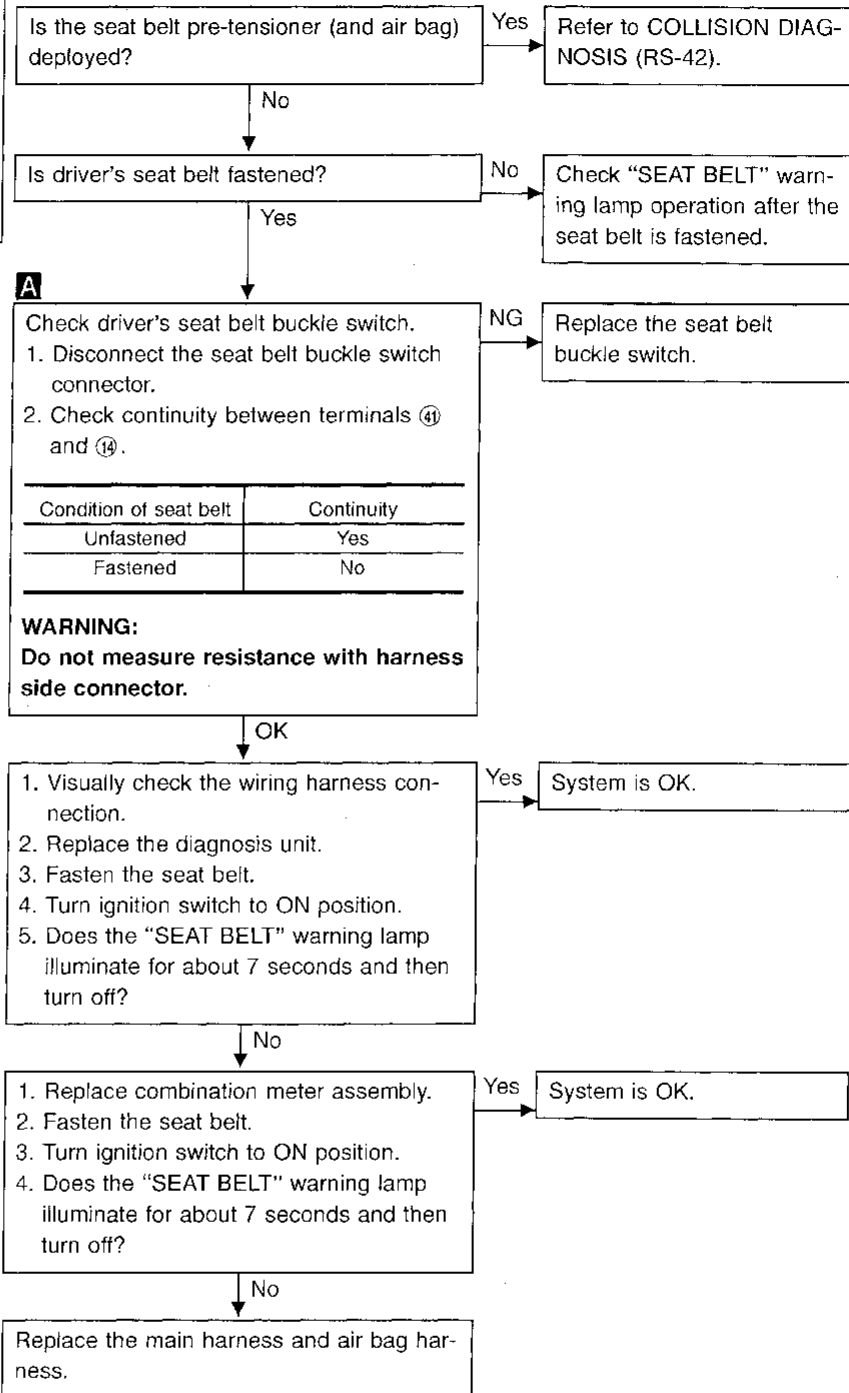 Is the seat belt pre-tensioner (and air bag)
deployed?
Yes
Refer to COLLISION DIAG-
NOSIS (RS-42).
No
Is driver's seat belt fastened?
No
Check “SEAT BELT” warn-
ing lamp operation after the
seat belt is fastened.
Yes
A
Check driver's seat belt buckle switch.
1. Disconnect the seat belt buckle switch
connector.
2. Check continuity between terminals ㊶
and ⑭.
Condition of seat belt Continuity
Unfastened Yes
Fastened No
WARNING:
Do not measure resistance with harness
side connector.
NG
Replace the seat belt
buckle switch.
OK
1. Visually check the wiring harness con-
nection.
2. Replace the diagnosis unit.
3. Fasten the seat belt.
4. Turn ignition switch to ON position.
5. Does the “SEAT BELT” warning lamp
illuminate for about 7 seconds and then
turn off?
Yes
System is OK.
No
1. Replace combination meter assembly.
2. Fasten the seat belt.
3. Turn ignition switch to ON position.
4. Does the “SEAT BELT” warning lamp
illuminate for about 7 seconds and then
turn off?
Yes
System is OK.
No
Replace the main harness and air bag har-
ness.